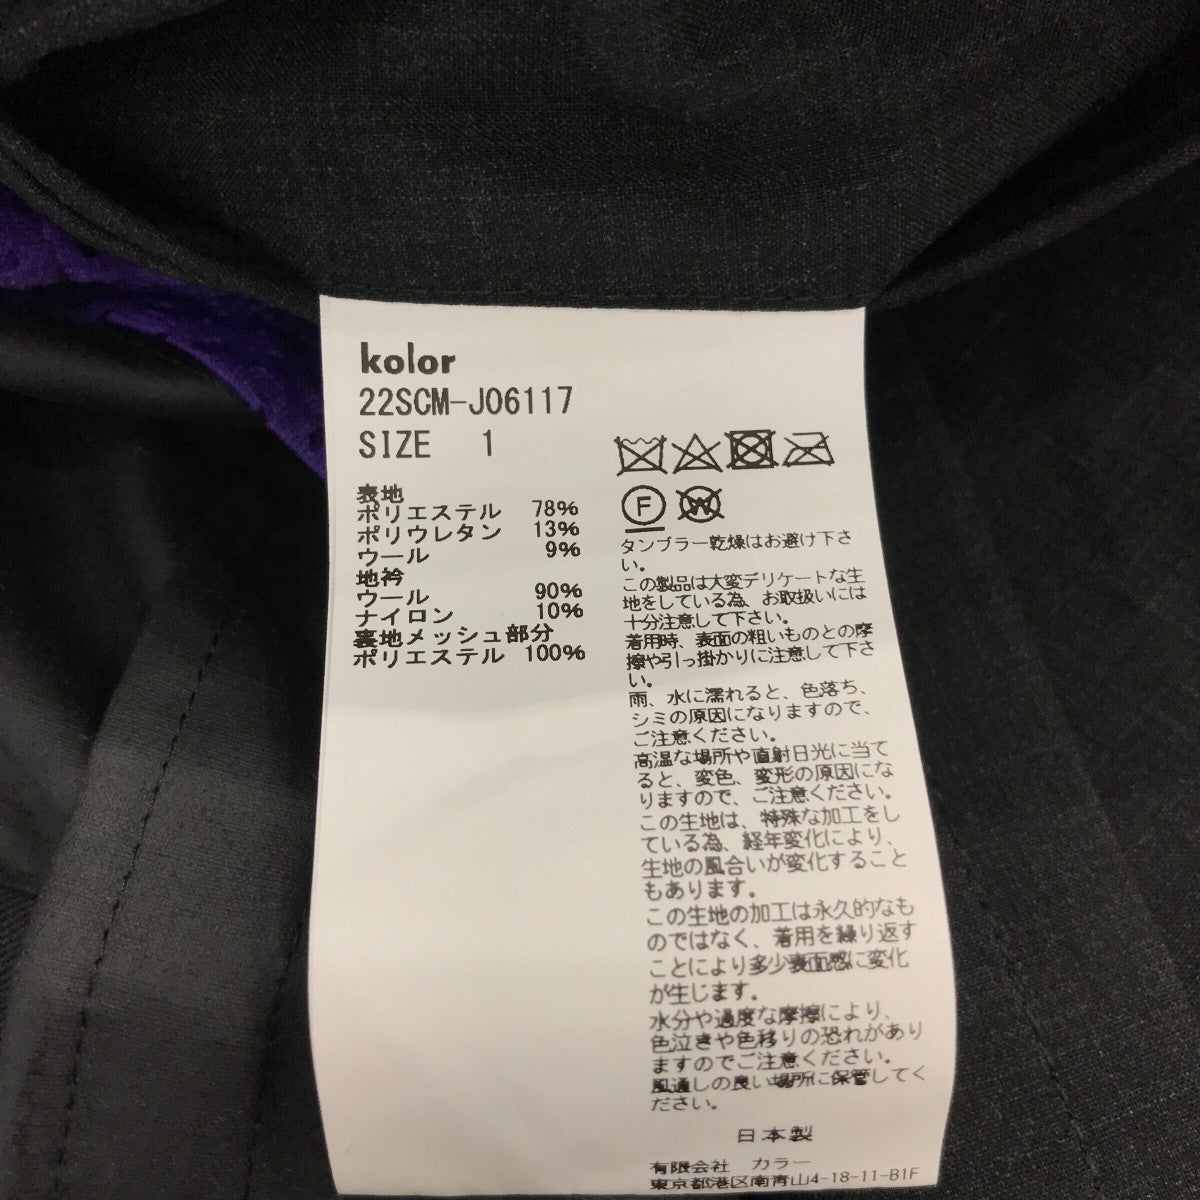 kolor
22SCM-J06117
SIZE 1
表地
ポリエステル 78%
ポリウレタン 13%
ウール 9%
地衿
ウール 90%
ナイロン 10%
裏地メッシュ部分
ポリエステル 100%
F
W
タンブラー乾燥はお避け下さ
い。
この製品は大変デリケートな生
地をしている為、お取扱いには
十分注意して下さい。
着用時、表面の粗いものとの摩
擦や引っ掛かりに注意して下さ
い。
雨、水に濡れると、色落ち、
シミの原因になりますので、
ご注意ください。
高温な場所や直射日光に当て
ると、変色、変形の原因にな
りますので、ご注意ください。
この生地は、特殊な加工をし
ている為、経年変化により、
生地の風合いが変化すること
もあります。
この生地の加工は永久的なも
のではなく、着用を繰り返す
ことにより多少表面感に変化
が生じます。
水分や過度な摩擦により、
色泣きや色移りの恐れがあり
ますのでご注意ください。
風通しの良い場所に保管してく
ださい。
日本製
有限会社 カラー
東京都港区南青山4-18-11-B1F